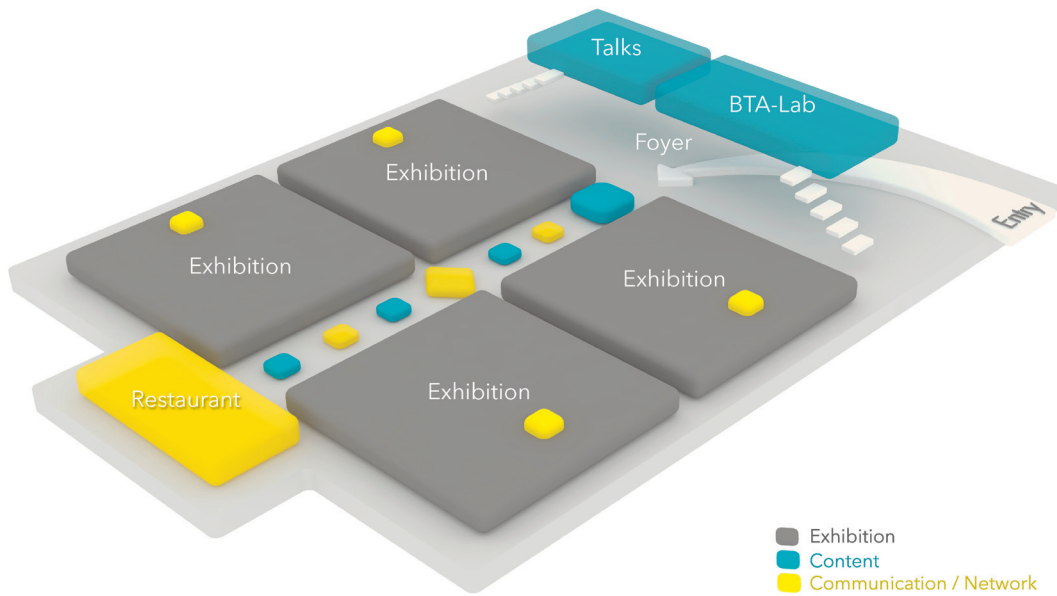 Talks
BTA-Lab
Foyer
Exhibition
Entry
Exhibition
Exhibition
Exhibition
Restaurant
Exhibition
Content
Communication / Network